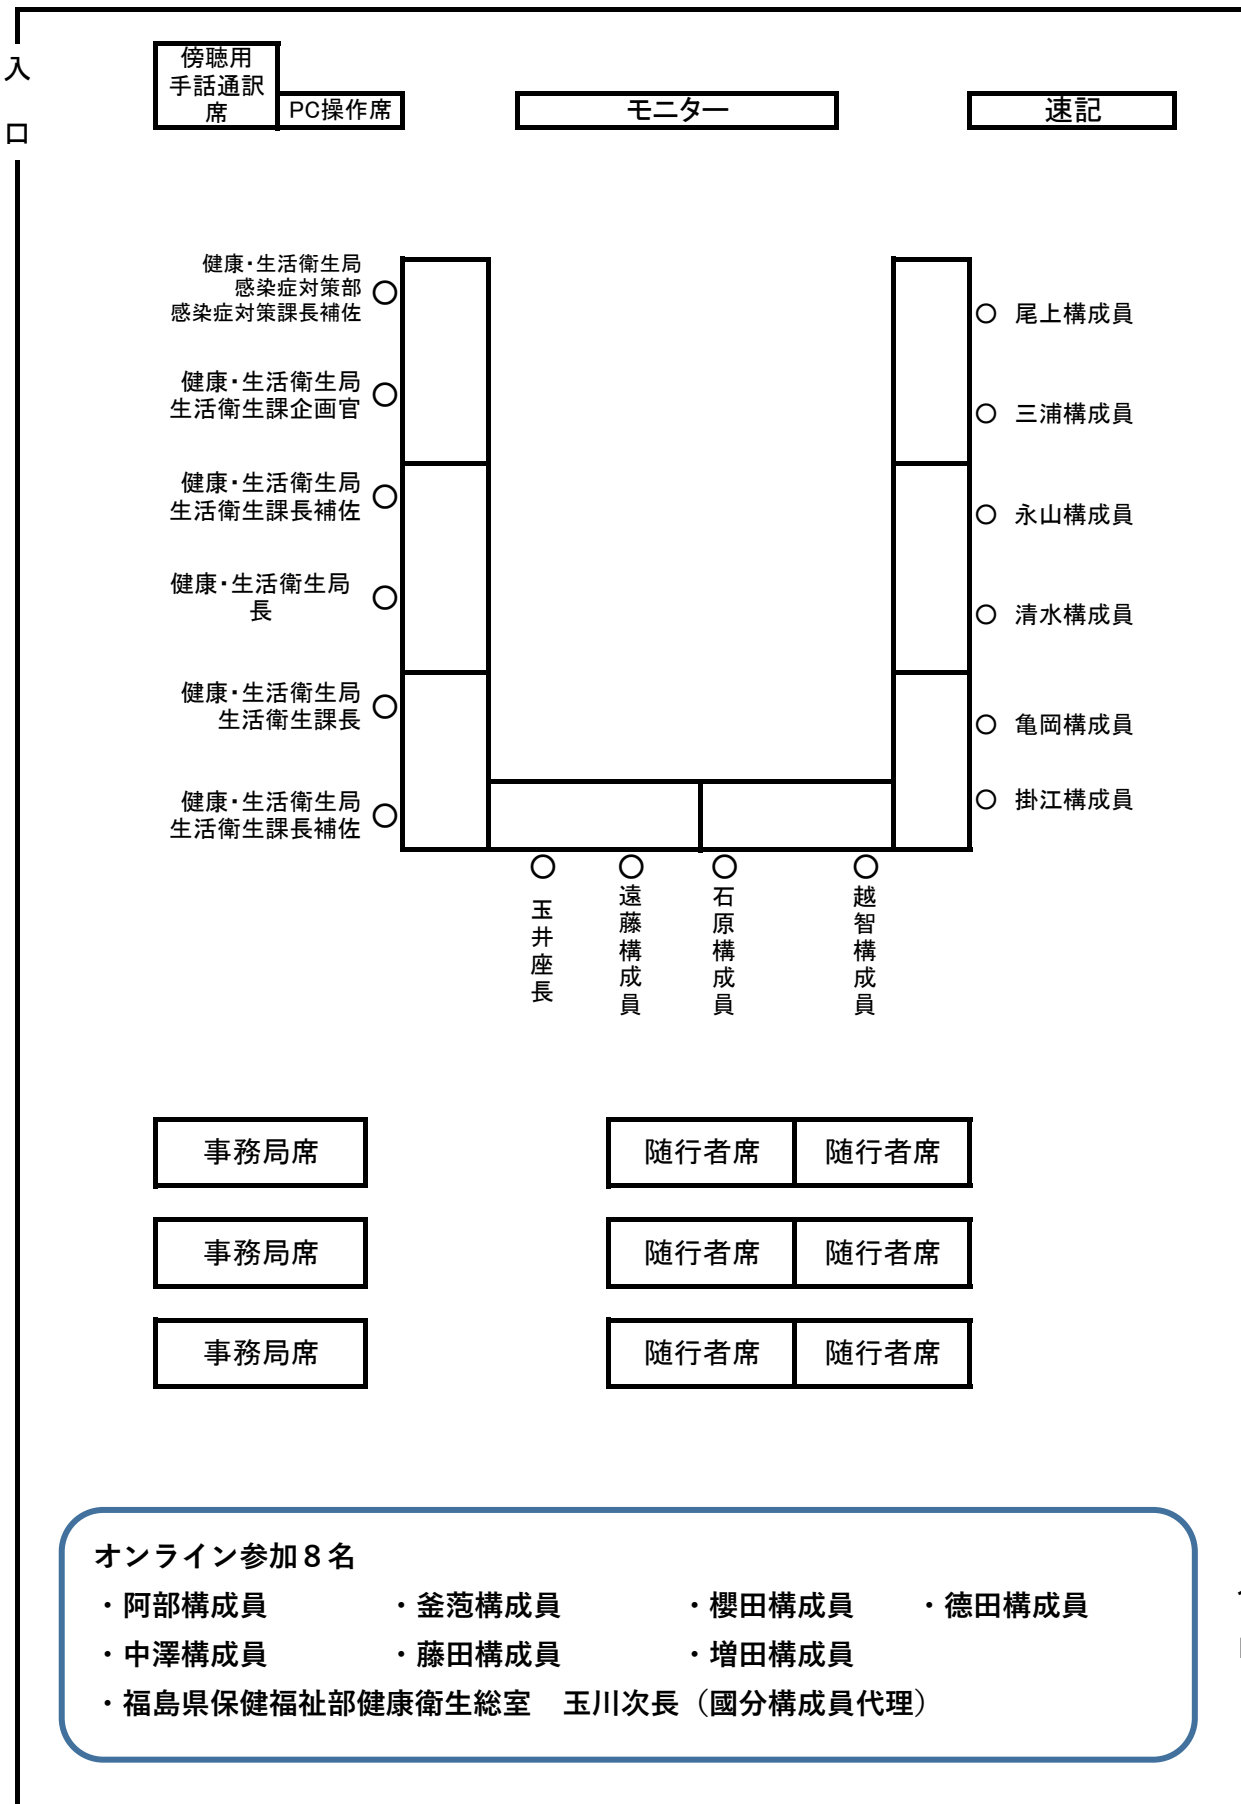 入
口
傍聴用
手話通訳
席
PC操作席
モニター
速記
健康・生活衛生局
感染症対策部
感染症対策課長補佐
健康・生活衛生局
生活衛生課企画官
健康・生活衛生局
生活衛生課長補佐
健康・生活衛生局
長
健康・生活衛生局
生活衛生課長
健康・生活衛生局
生活衛生課長補佐
尾上構成員
三浦構成員
永山構成員
清水構成員
亀岡構成員
掛江構成員
玉井座長
遠藤構成員
石原構成員
越智構成員
事務局席
随行者席
随行者席
事務局席
随行者席
随行者席
事務局席
随行者席
随行者席
オンライン参加８名
・阿部構成員 ・釜萢構成員 ・櫻田構成員 ・德田構成員
・中澤構成員 ・藤田構成員 ・増田構成員
・福島県保健福祉部健康衛生総室　玉川次長（國分構成員代理）